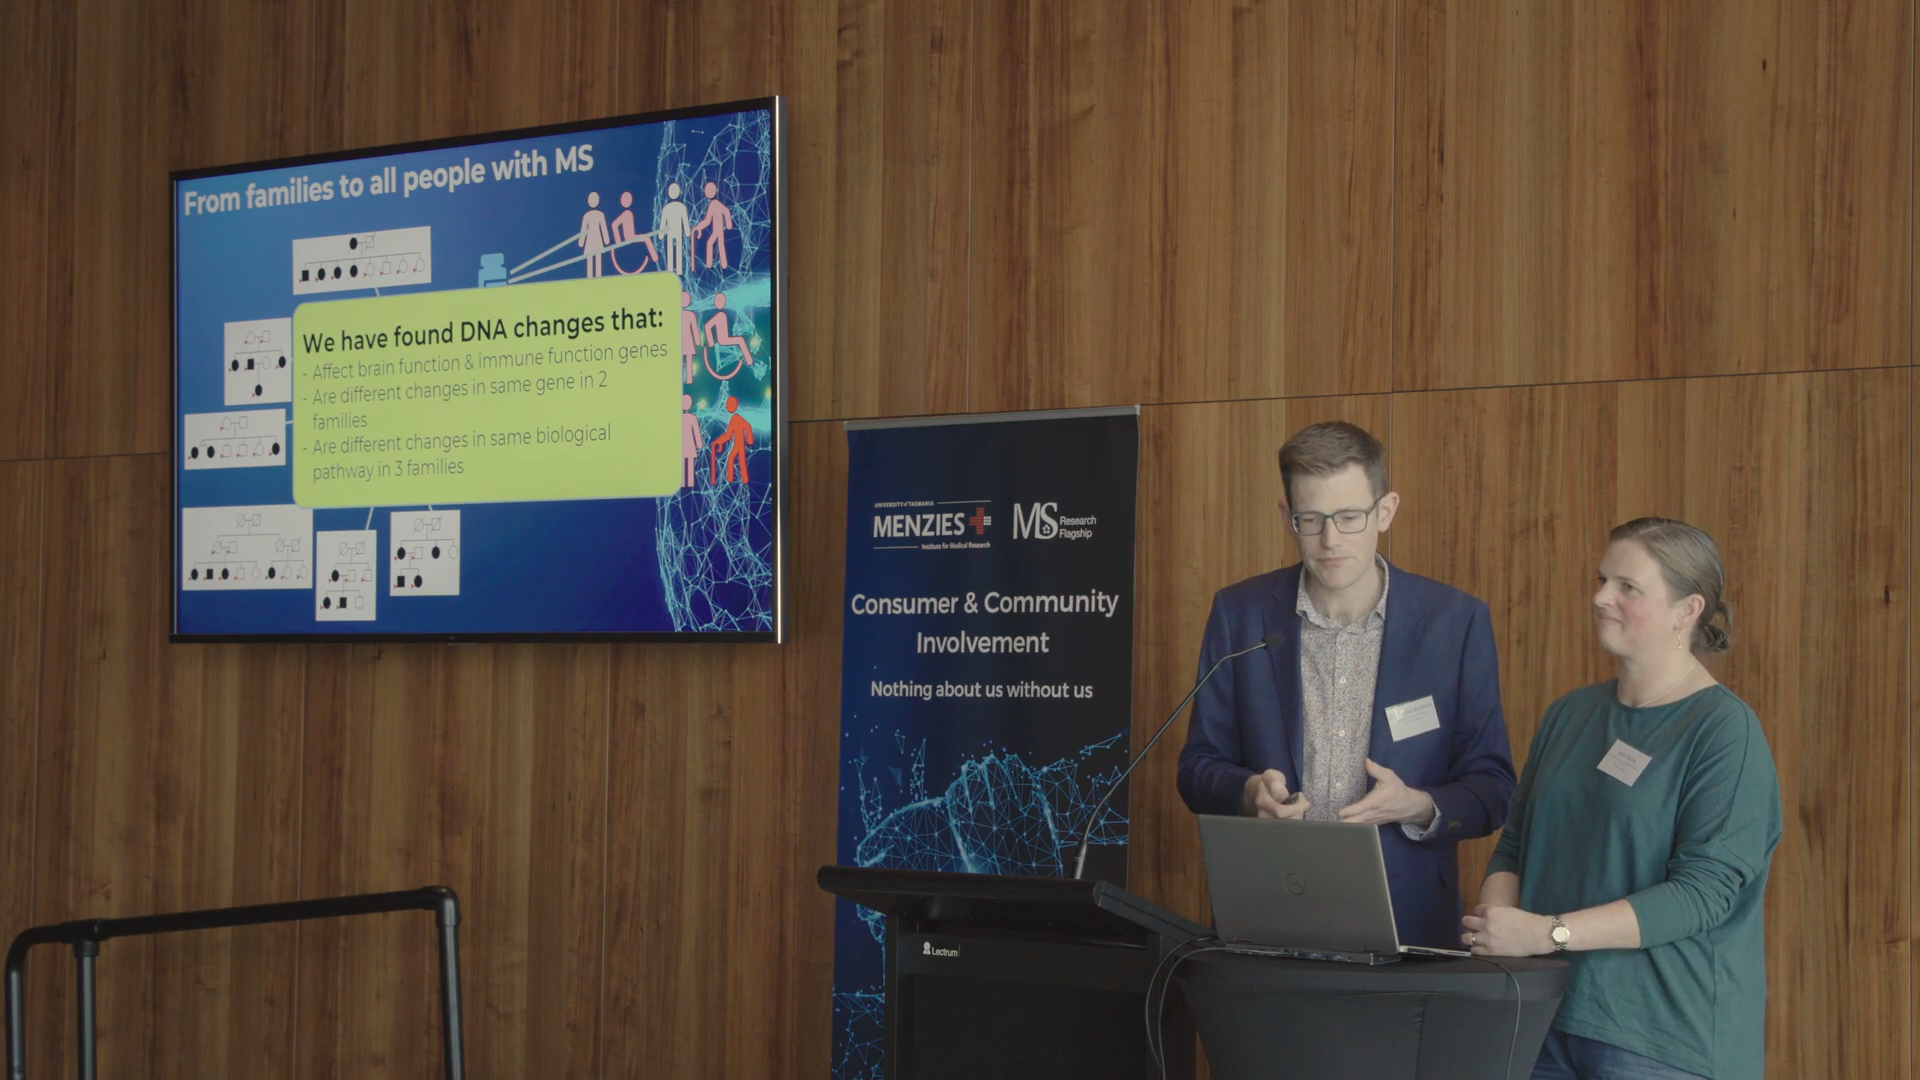 From families to all people with MS
We have found DNA changes that:
- Affect brain function & immune function genes
- Are different changes in same gene in 2
families
- Are different changes in same biological
pathway in 3 families
UNIVERSITY of TASMANIA
MENZIES
Institute for Medical Research
MS Research
Flagship
Consumer & Community
Involvement
Nothing about us without us
Lectrum
DELL